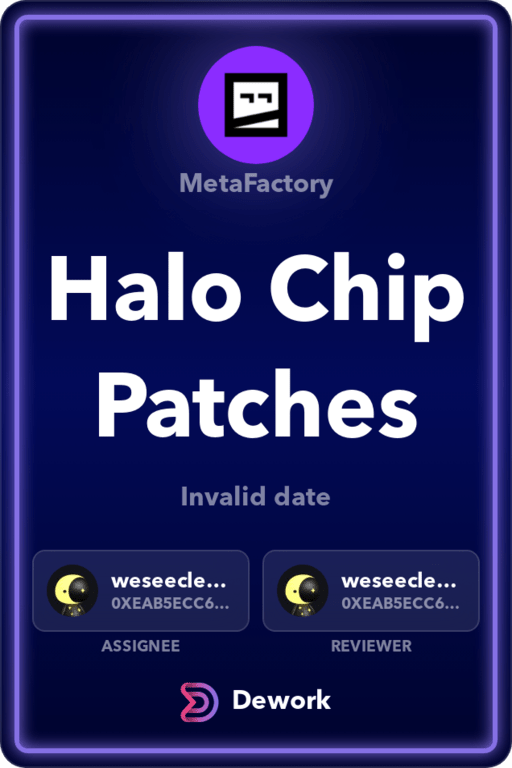 MetaFactory
Halo Chip
Patches
Invalid date
weseecle...
0XEAB5ECC6...
ASSIGNEE
weseecle...
0XEAB5ECC6...
REVIEWER
Dework